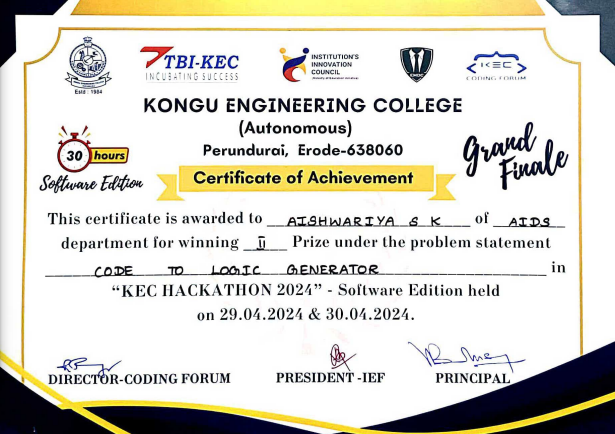 Estd : 1984
TBI-KEC
INCUBATING SUCCESS
INSTITUTION'S
INNOVATION
COUNCIL
KEC
CODING FORUM
KONGU ENGINEERING COLLEGE
(Autonomous)
Perundurai, Erode-638060
30 hours
Software Edition
Grand
Finale
Certificate of Achievement
This certificate is awarded to AISHWARIYA S K of AIDS
department for winning II Prize under the problem statement
CODE TO LOGIC GENERATOR in
“KEC HACKATHON 2024” - Software Edition held
on 29.04.2024 & 30.04.2024.
DIRECTOR-CODING FORUM PRESIDENT -IEF PRINCIPAL